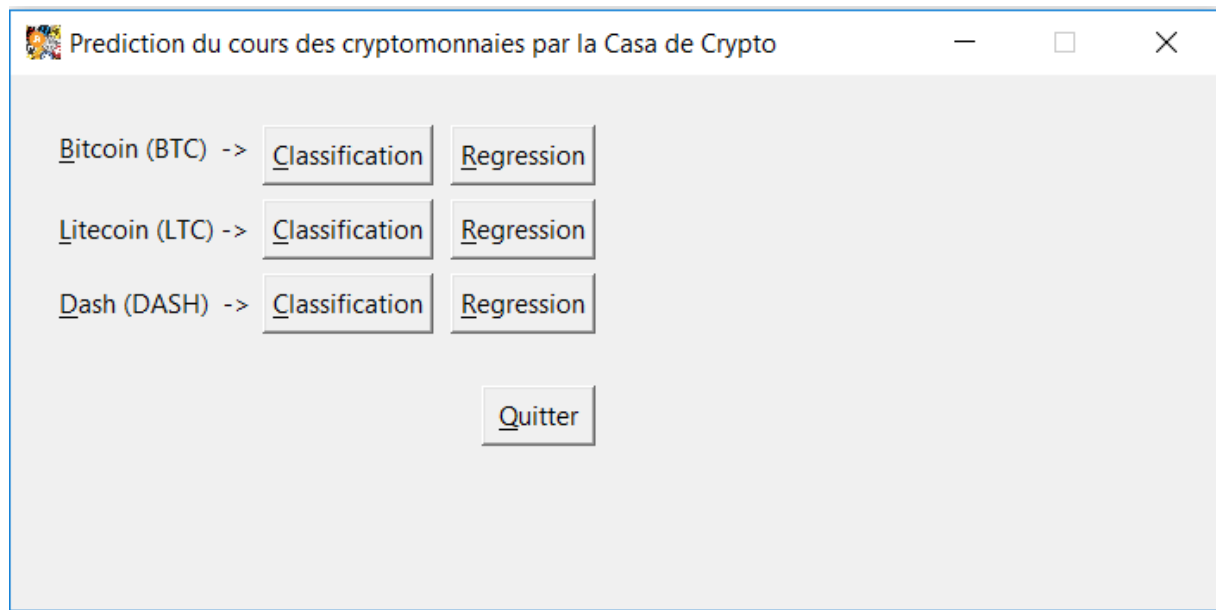 Prediction du cours des cryptomonnaies par la Casa de Crypto
Bitcoin (BTC) -> Classification Regression
Litecoin (LTC) -> Classification Regression
Dash (DASH) -> Classification Regression
Quitter